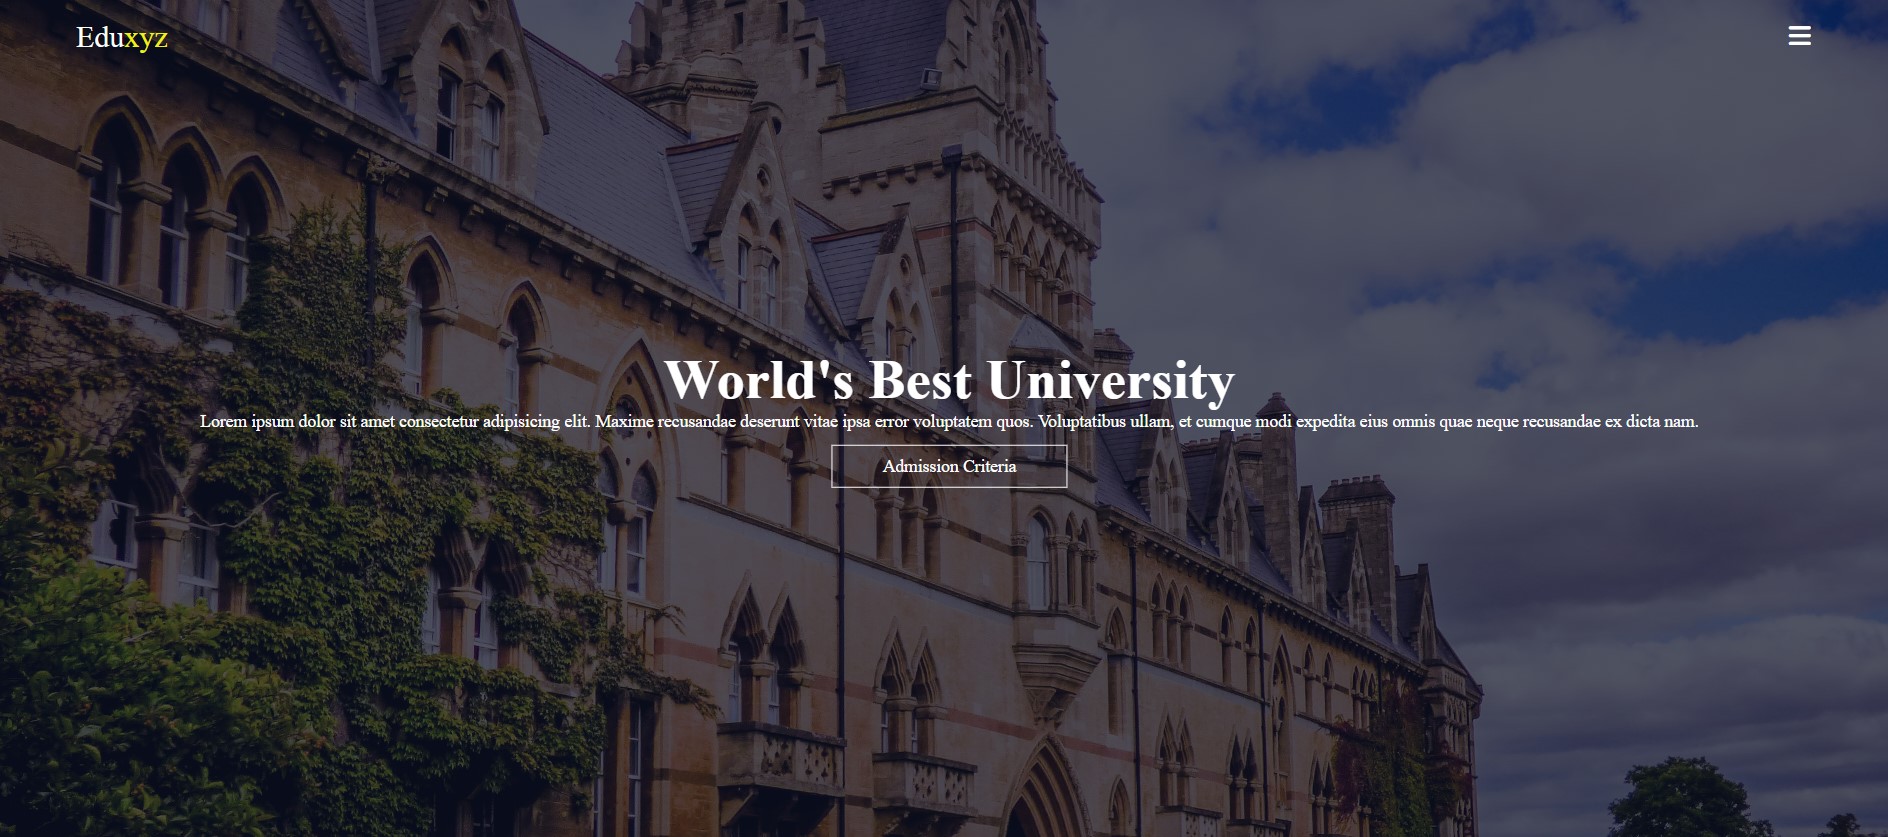 Eduxyz
World's Best University
Lorem ipsum dolor sit amet consectetur adipisicing elit. Maxime recusandae deserunt vitae ipsa error voluptatem quos. Voluptatibus ullam, et cumque modi expedita eius omnis quae neque recusandae ex dicta nam.
Admission Criteria